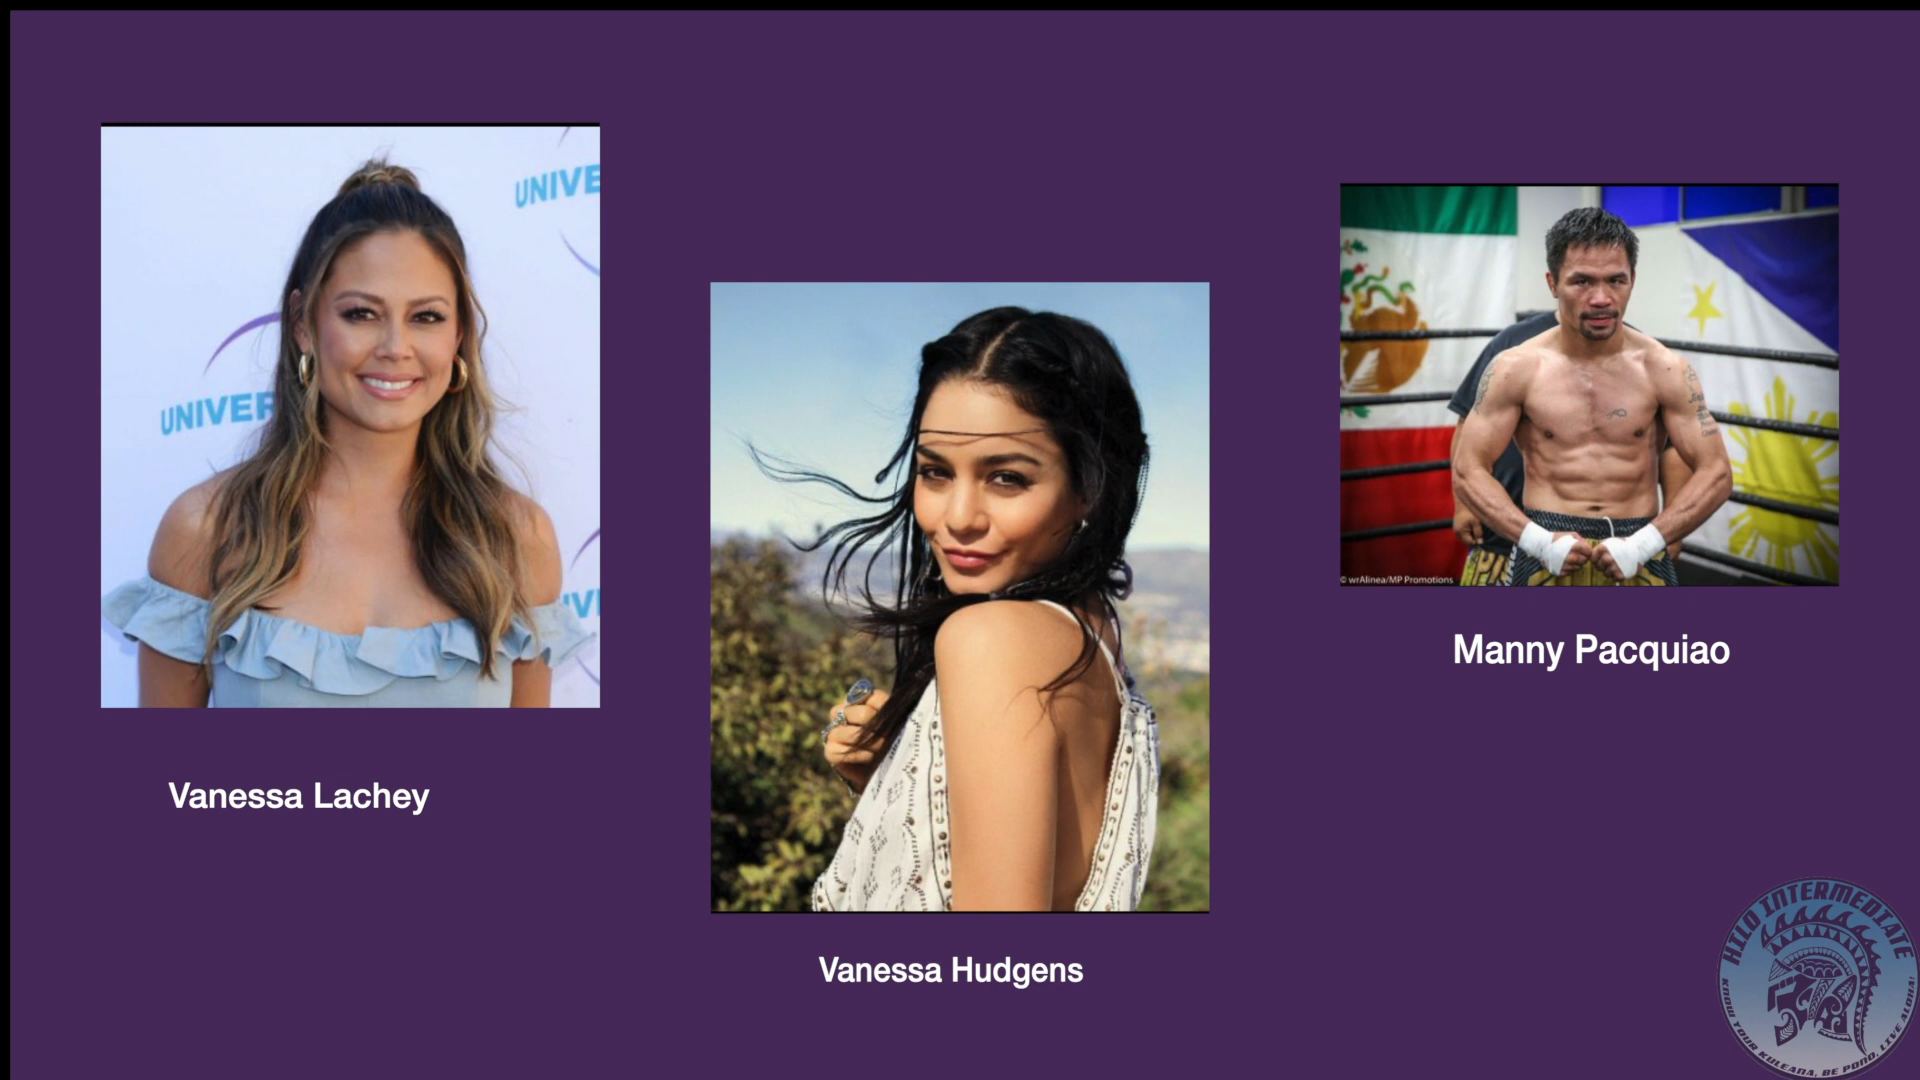 UNIVE
UNIVER
IVE
© wrAlinea/MP Promotions
Manny Pacquiao
Vanessa Lachey
Vanessa Hudgens
HILO INTERMEDIATE
KNOW YOUR KULEANA, BE PONO, LIVE ALOHA!